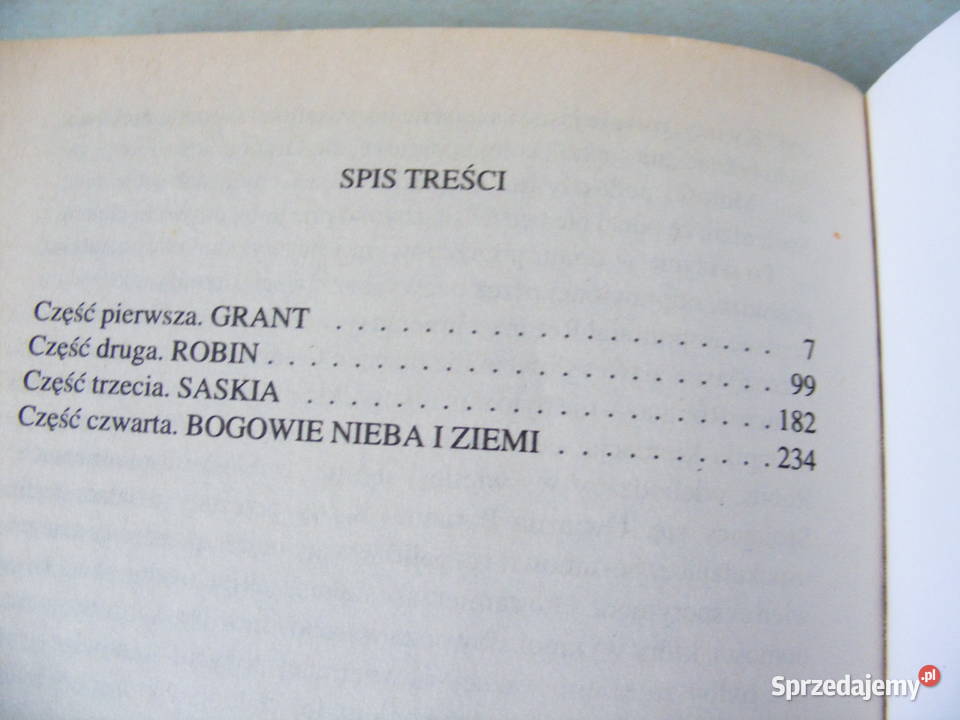 SPIS TREŚCI
Część pierwsza. GRANT . . . . . . . . . . . . . . . . . . . 7
Część druga. ROBIN . . . . . . . . . . . . . . . . . . . . . 99
Część trzecia. SASKIA . . . . . . . . . . . . . . . . . . . 182
Część czwarta. BOGOWIE NIEBA I ZIEMI . . . . . . . . . . 234
Sprzedajemy.pl